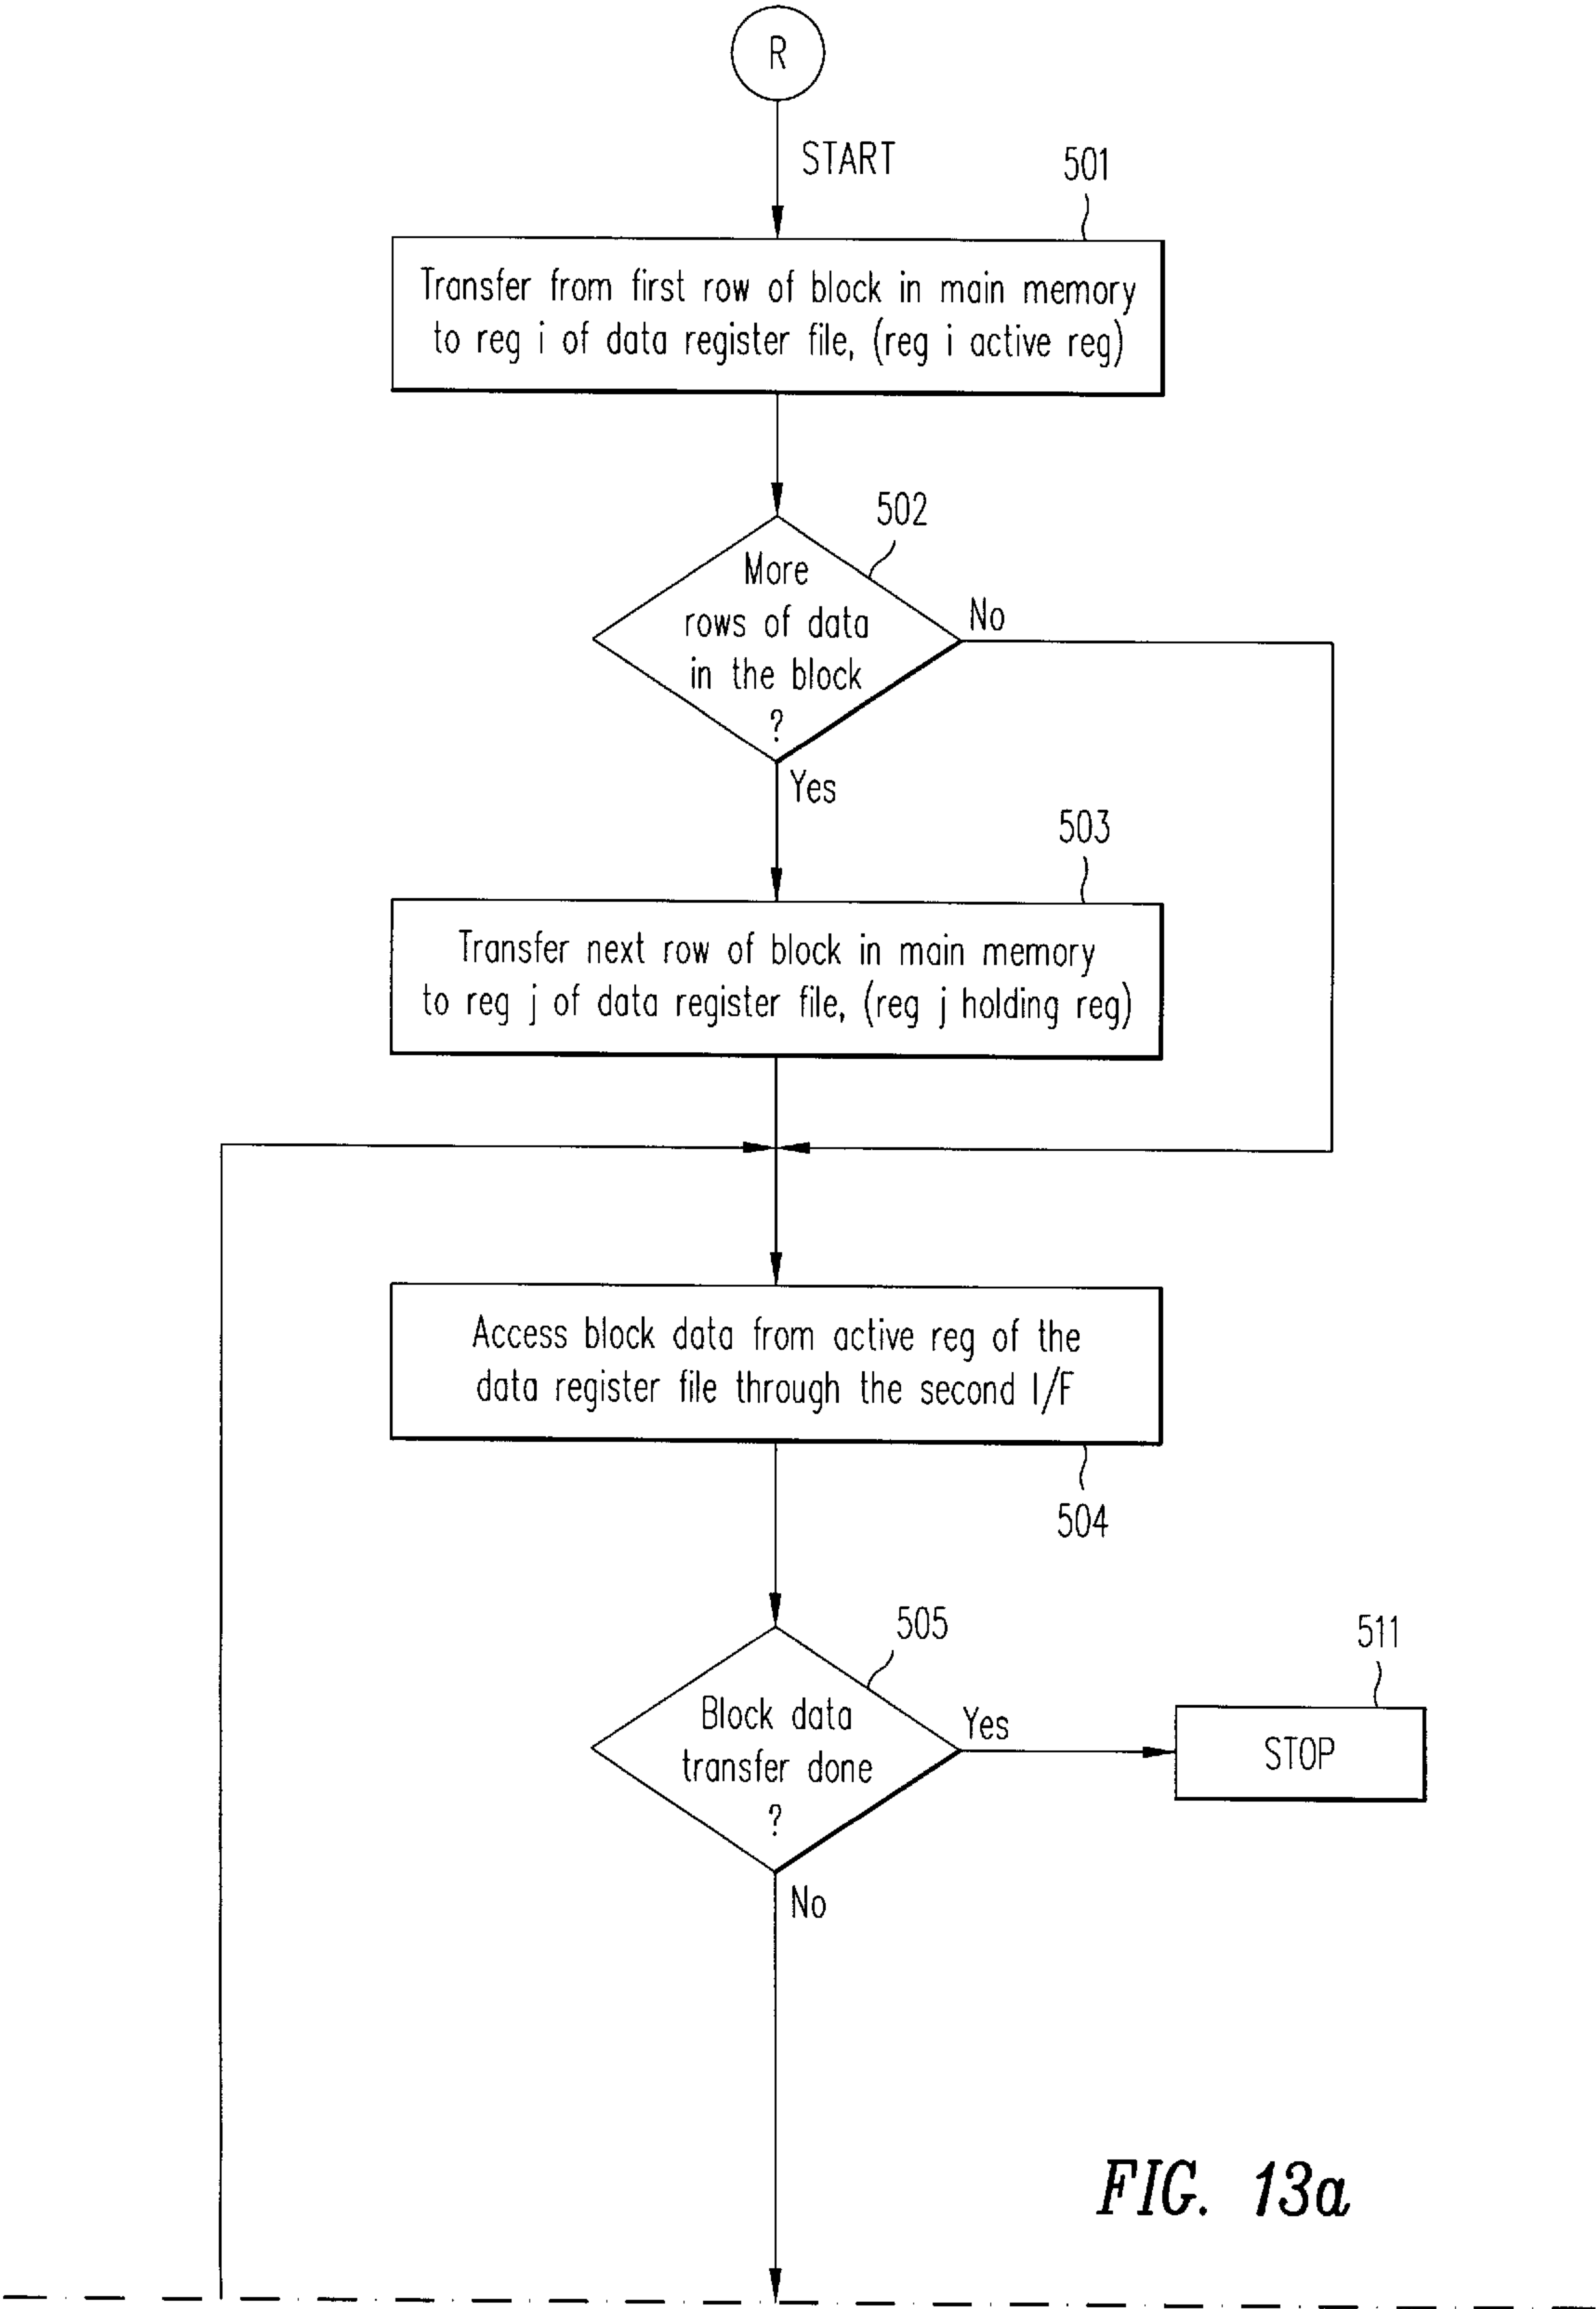 R
START
501
Transfer from first row of block in main memory
to reg i of data register file, (reg i active reg)
502
More
rows of data
in the block
?
No
Yes
503
Transfer next row of block in main memory
to reg j of data register file, (reg j holding reg)
Access block data from active reg of the
data register file through the second I/F
504
505
Block data
transfer done
?
Yes
511
STOP
No
FIG. 13a